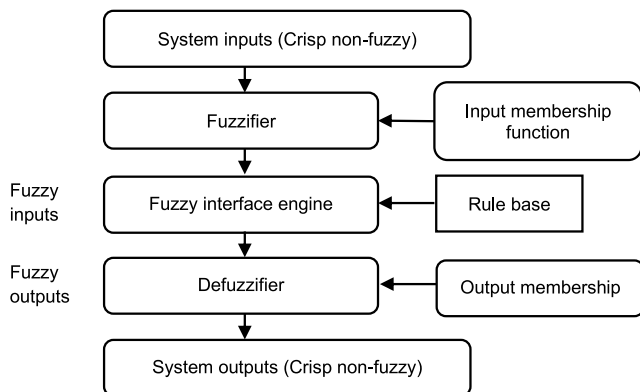 System inputs (Crisp non-fuzzy)
Fuzzifier
Input membership
function
Fuzzy
inputs
Fuzzy interface engine
Rule base
Fuzzy
outputs
Defuzzifier
Output membership
System outputs (Crisp non-fuzzy)